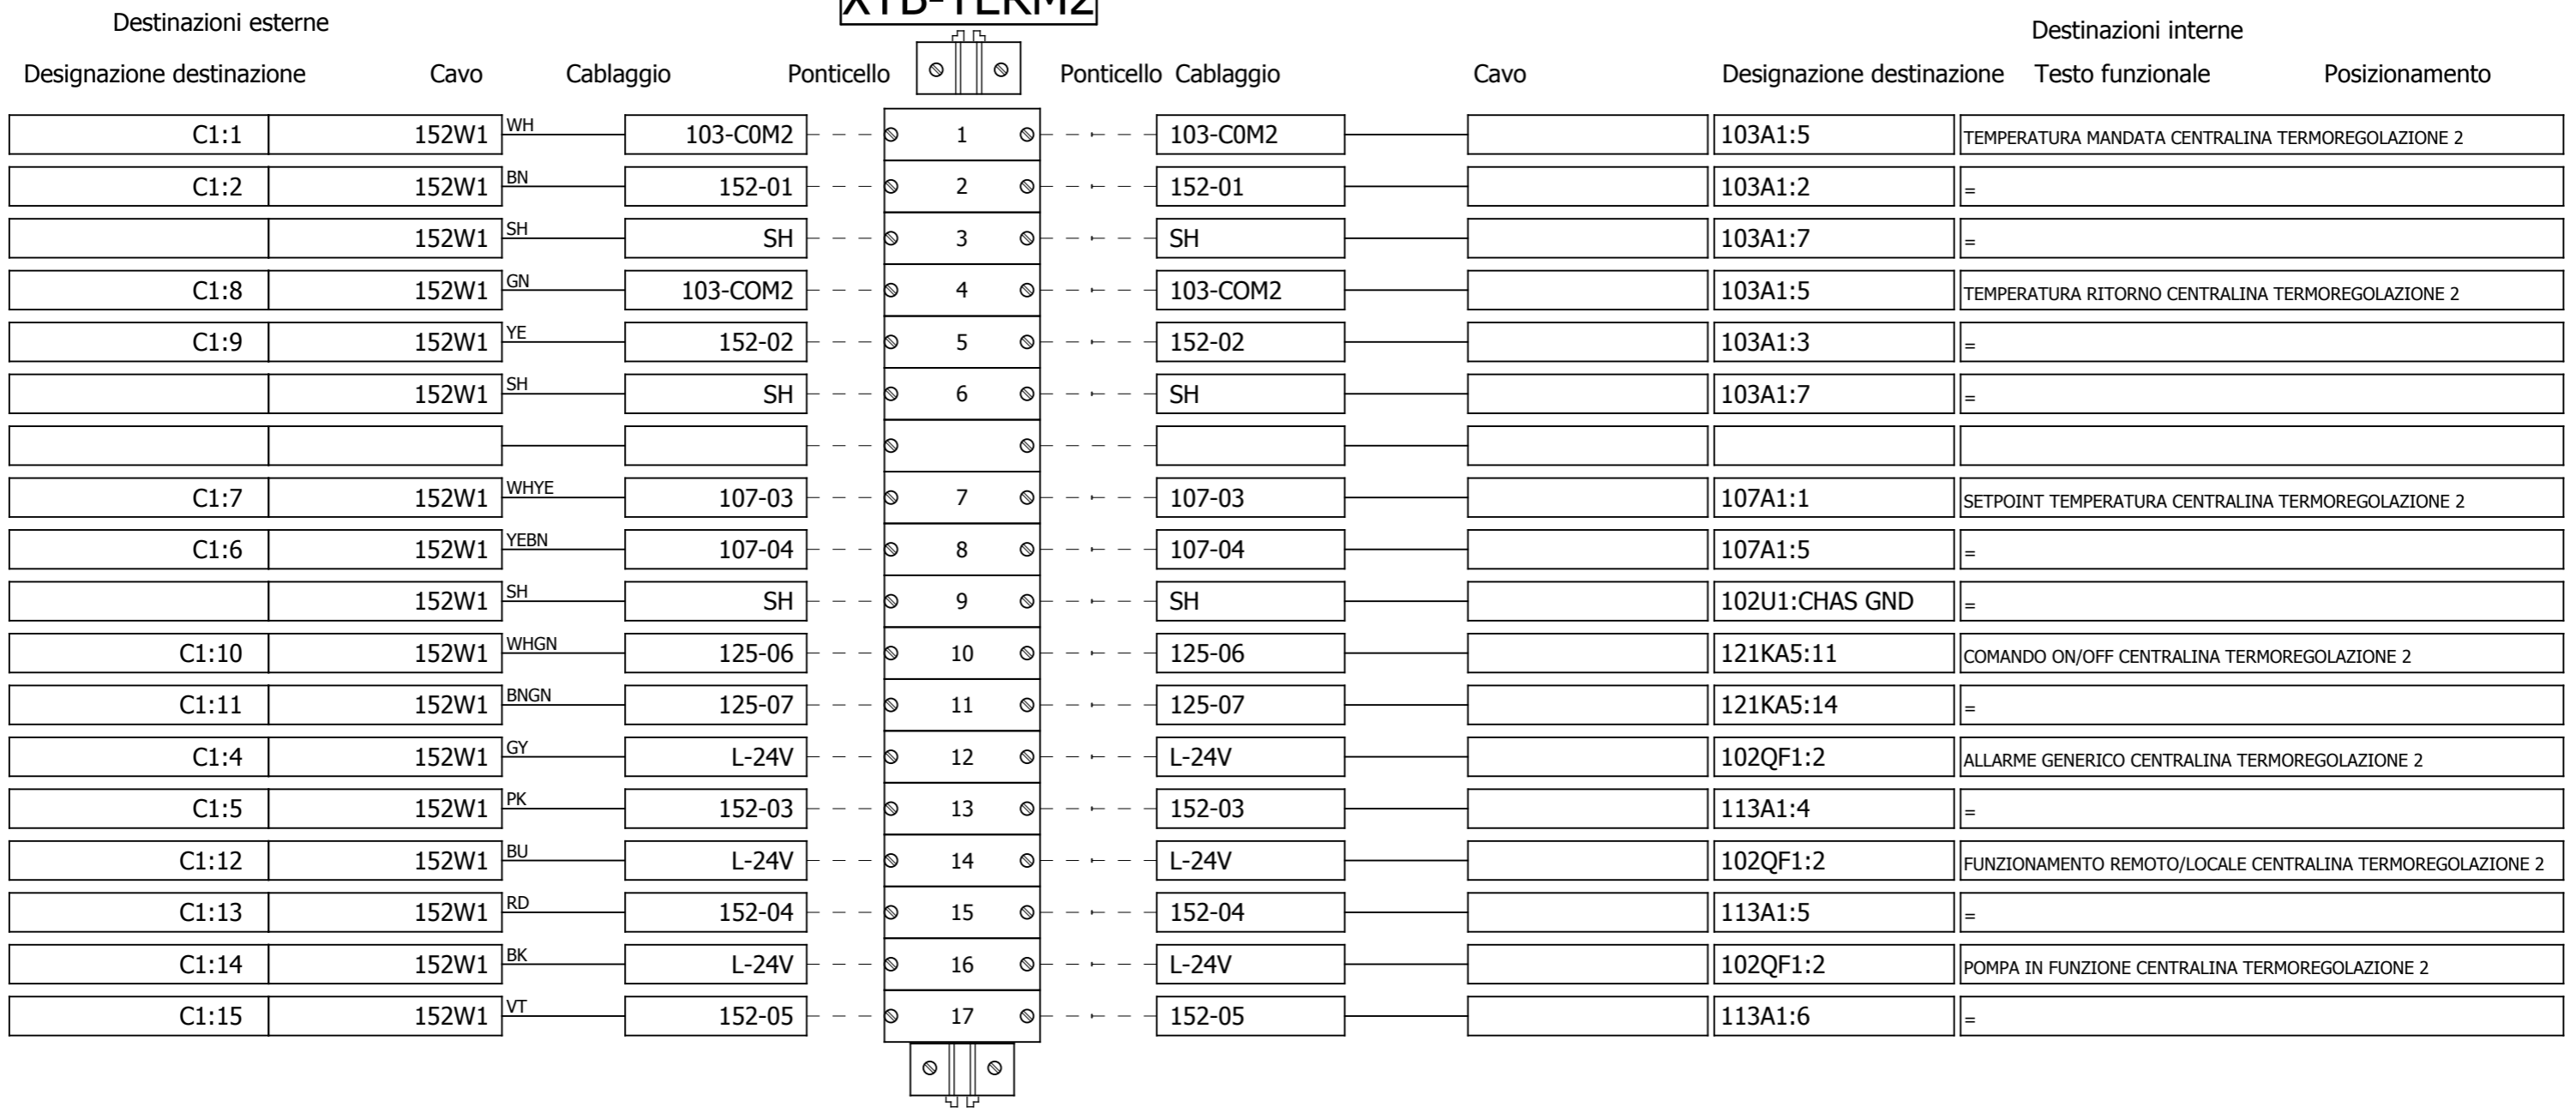 XTB-TERM2
Destinazioni esterne
Destinazioni interne
Designazione destinazione Cavo Cablaggio Ponticello Ponticello Cablaggio Cavo Designazione destinazione Testo funzionale Posizionamento
C1:1 152W1 WH 103-C0M2 1 103-C0M2 103A1:5 TEMPERATURA MANDATA CENTRALINA TERMOREGOLAZIONE 2
C1:2 152W1 BN 152-01 2 152-01 103A1:2 =
152W1 SH SH 3 SH 103A1:7 =
C1:8 152W1 GN 103-COM2 4 103-COM2 103A1:5 TEMPERATURA RITORNO CENTRALINA TERMOREGOLAZIONE 2
C1:9 152W1 YE 152-02 5 152-02 103A1:3 =
152W1 SH SH 6 SH 103A1:7 =
C1:7 152W1 WHYE 107-03 7 107-03 107A1:1 SETPOINT TEMPERATURA CENTRALINA TERMOREGOLAZIONE 2
C1:6 152W1 YEBN 107-04 8 107-04 107A1:5 =
152W1 SH SH 9 SH 102U1:CHAS GND =
C1:10 152W1 WHGN 125-06 10 125-06 121KA5:11 COMANDO ON/OFF CENTRALINA TERMOREGOLAZIONE 2
C1:11 152W1 BNGN 125-07 11 125-07 121KA5:14 =
C1:4 152W1 GY L-24V 12 L-24V 102QF1:2 ALLARME GENERICO CENTRALINA TERMOREGOLAZIONE 2
C1:5 152W1 PK 152-03 13 152-03 113A1:4 =
C1:12 152W1 BU L-24V 14 L-24V 102QF1:2 FUNZIONAMENTO REMOTO/LOCALE CENTRALINA TERMOREGOLAZIONE 2
C1:13 152W1 RD 152-04 15 152-04 113A1:5 =
C1:14 152W1 BK L-24V 16 L-24V 102QF1:2 POMPA IN FUNZIONE CENTRALINA TERMOREGOLAZIONE 2
C1:15 152W1 VT 152-05 17 152-05 113A1:6 =